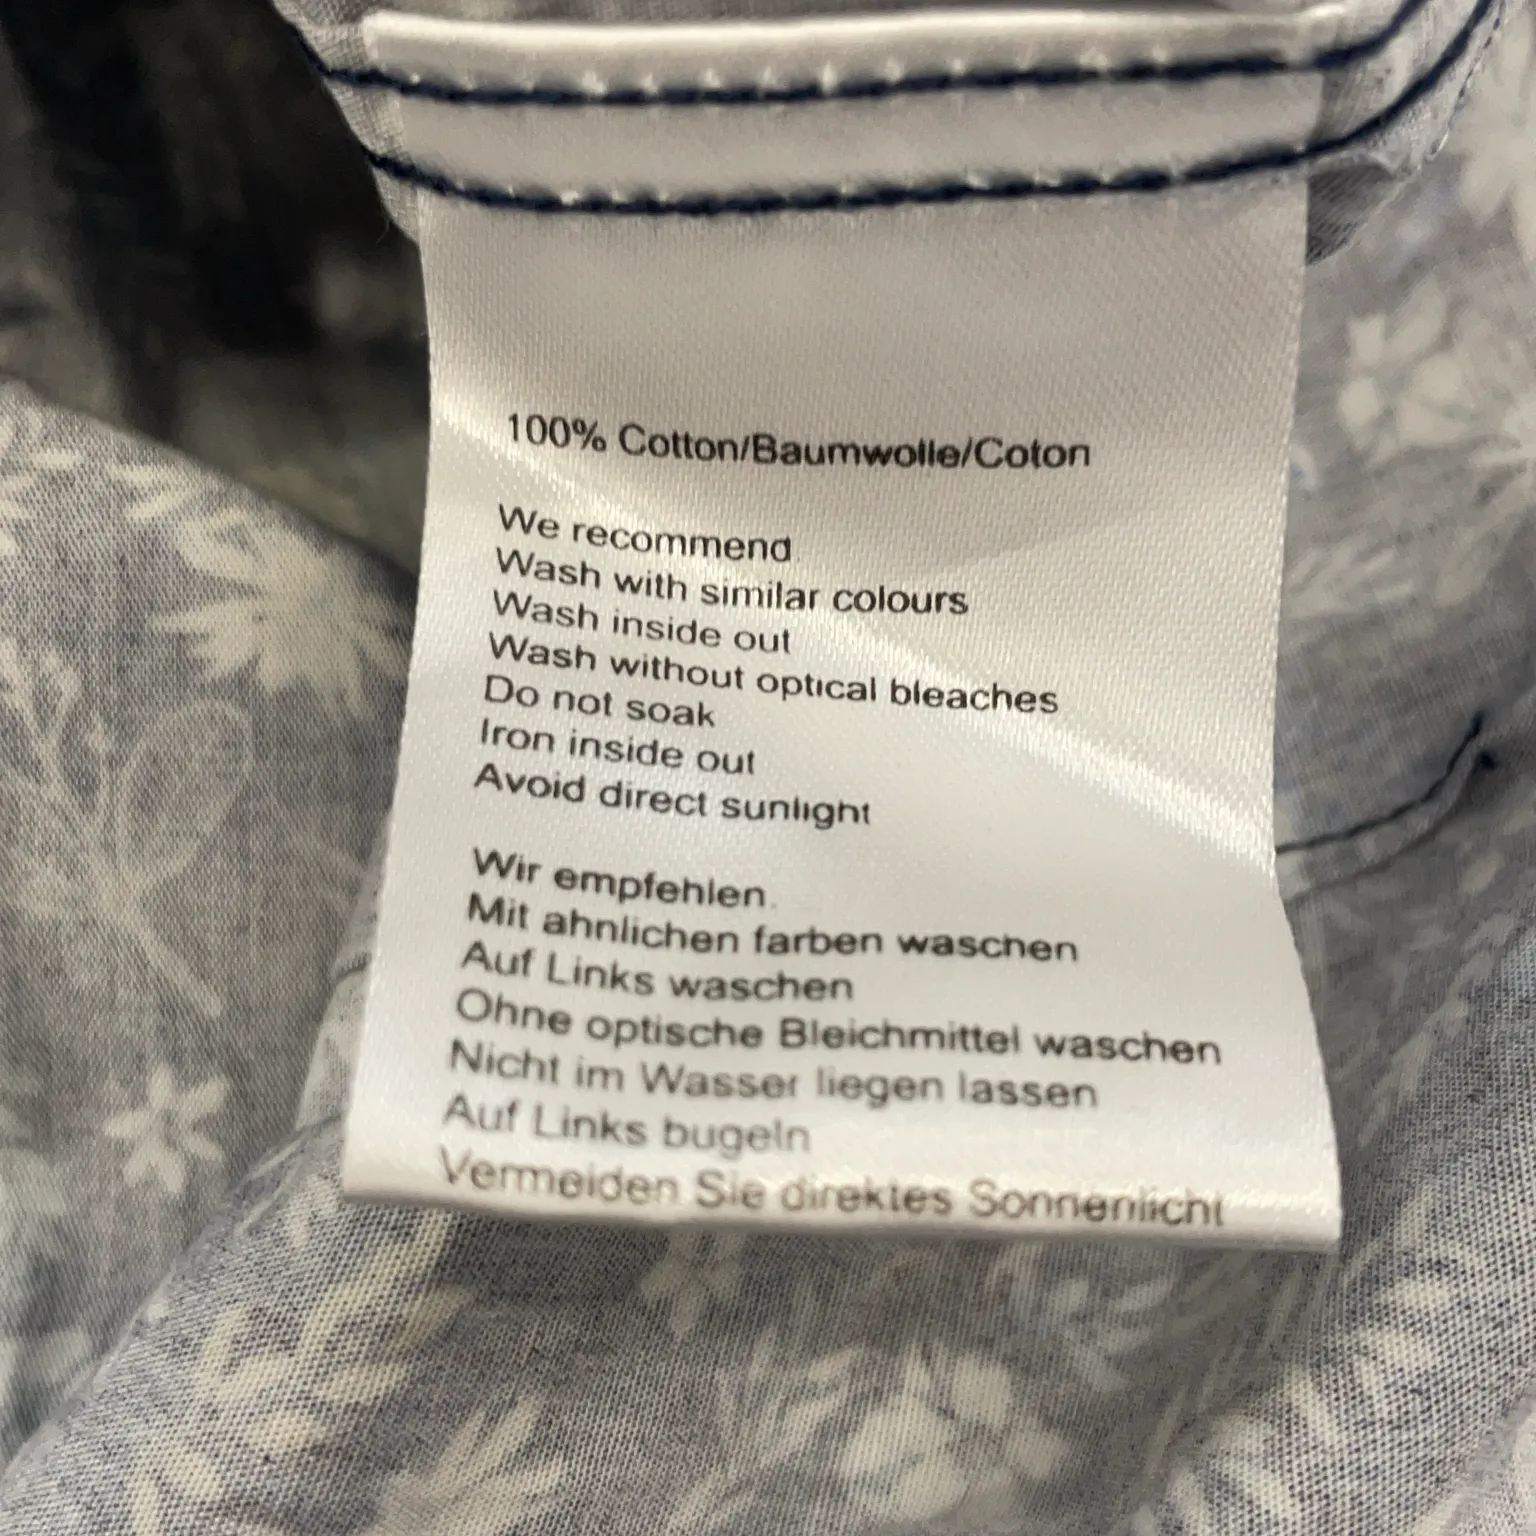 100% Cotton/Baumwolle/Coton
We recommend
Wash with similar colours
Wash inside out
Wash without optical bleaches
Do not soak
Iron inside out
Avoid direct sunlight
Wir empfehlen
Mit ahnlichen farben waschen
Auf Links waschen
Ohne optische Bleichmittel waschen
Nicht im Wasser liegen lassen
Auf Links bugeln
Vermeiden Sie direktes Sonnenlicht